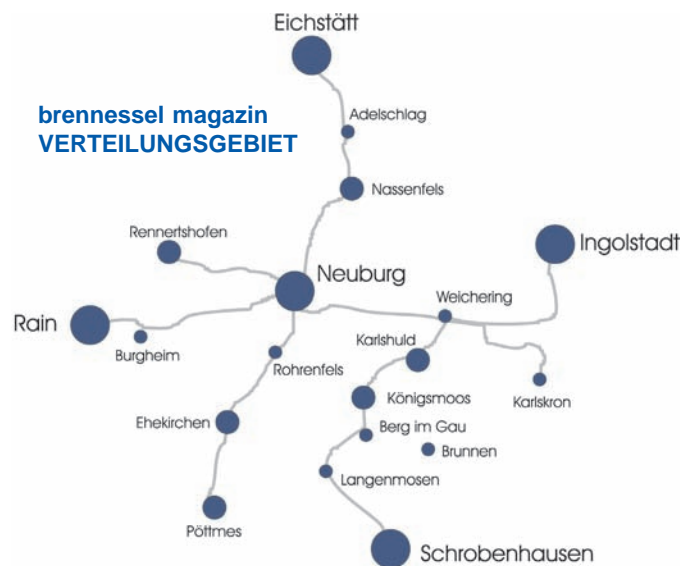 Eichstätt
brennessel magazin
VERTEILUNGSGEBIET
Adelschlag
Nassenfels
Rennertshofen
Ingolstadt
Neuburg
Weichering
Rain
Burgheim
Karlshuld
Rohrenfels
Karlskron
Königsmoos
Ehekirchen
Berg im Gau
Brunnen
Langenmosen
Pöttmes
Schrobenhausen